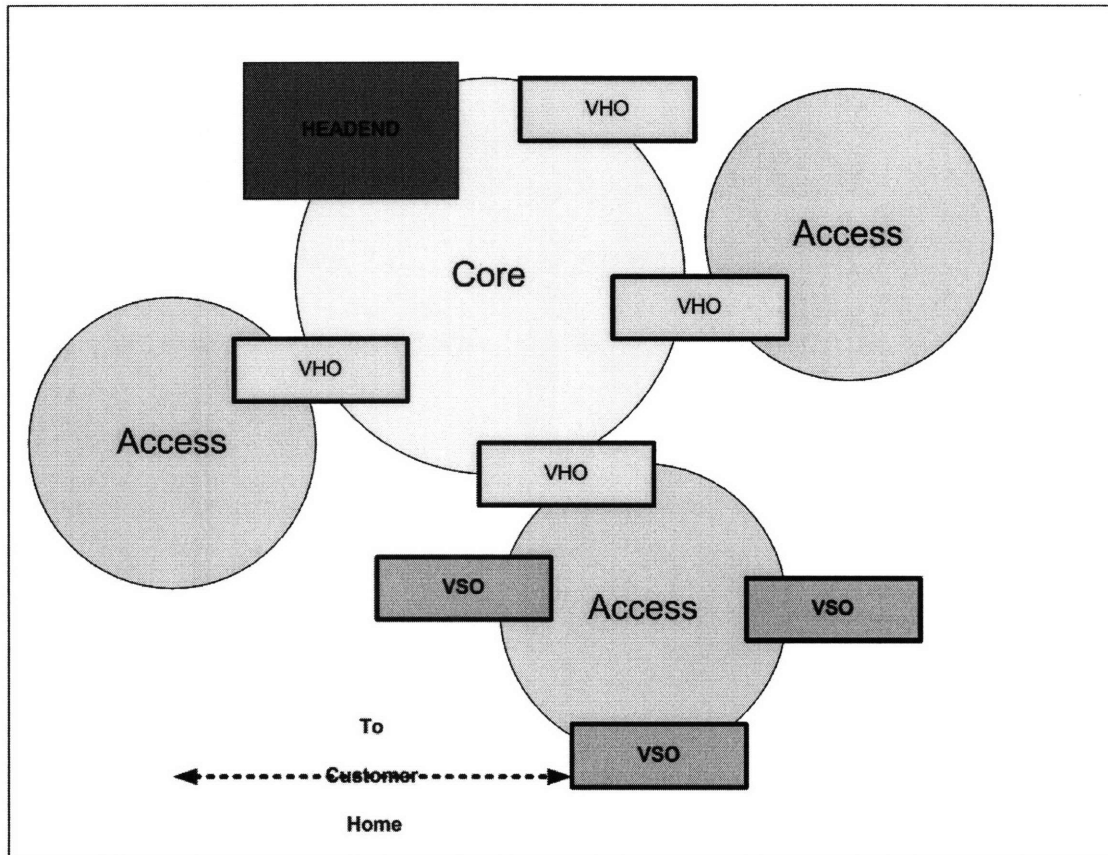 HEADEND
VHO
Access
Core
VHO
VHO
Access
VHO
VSO
Access
VSO
To
VSO
Customer
Home